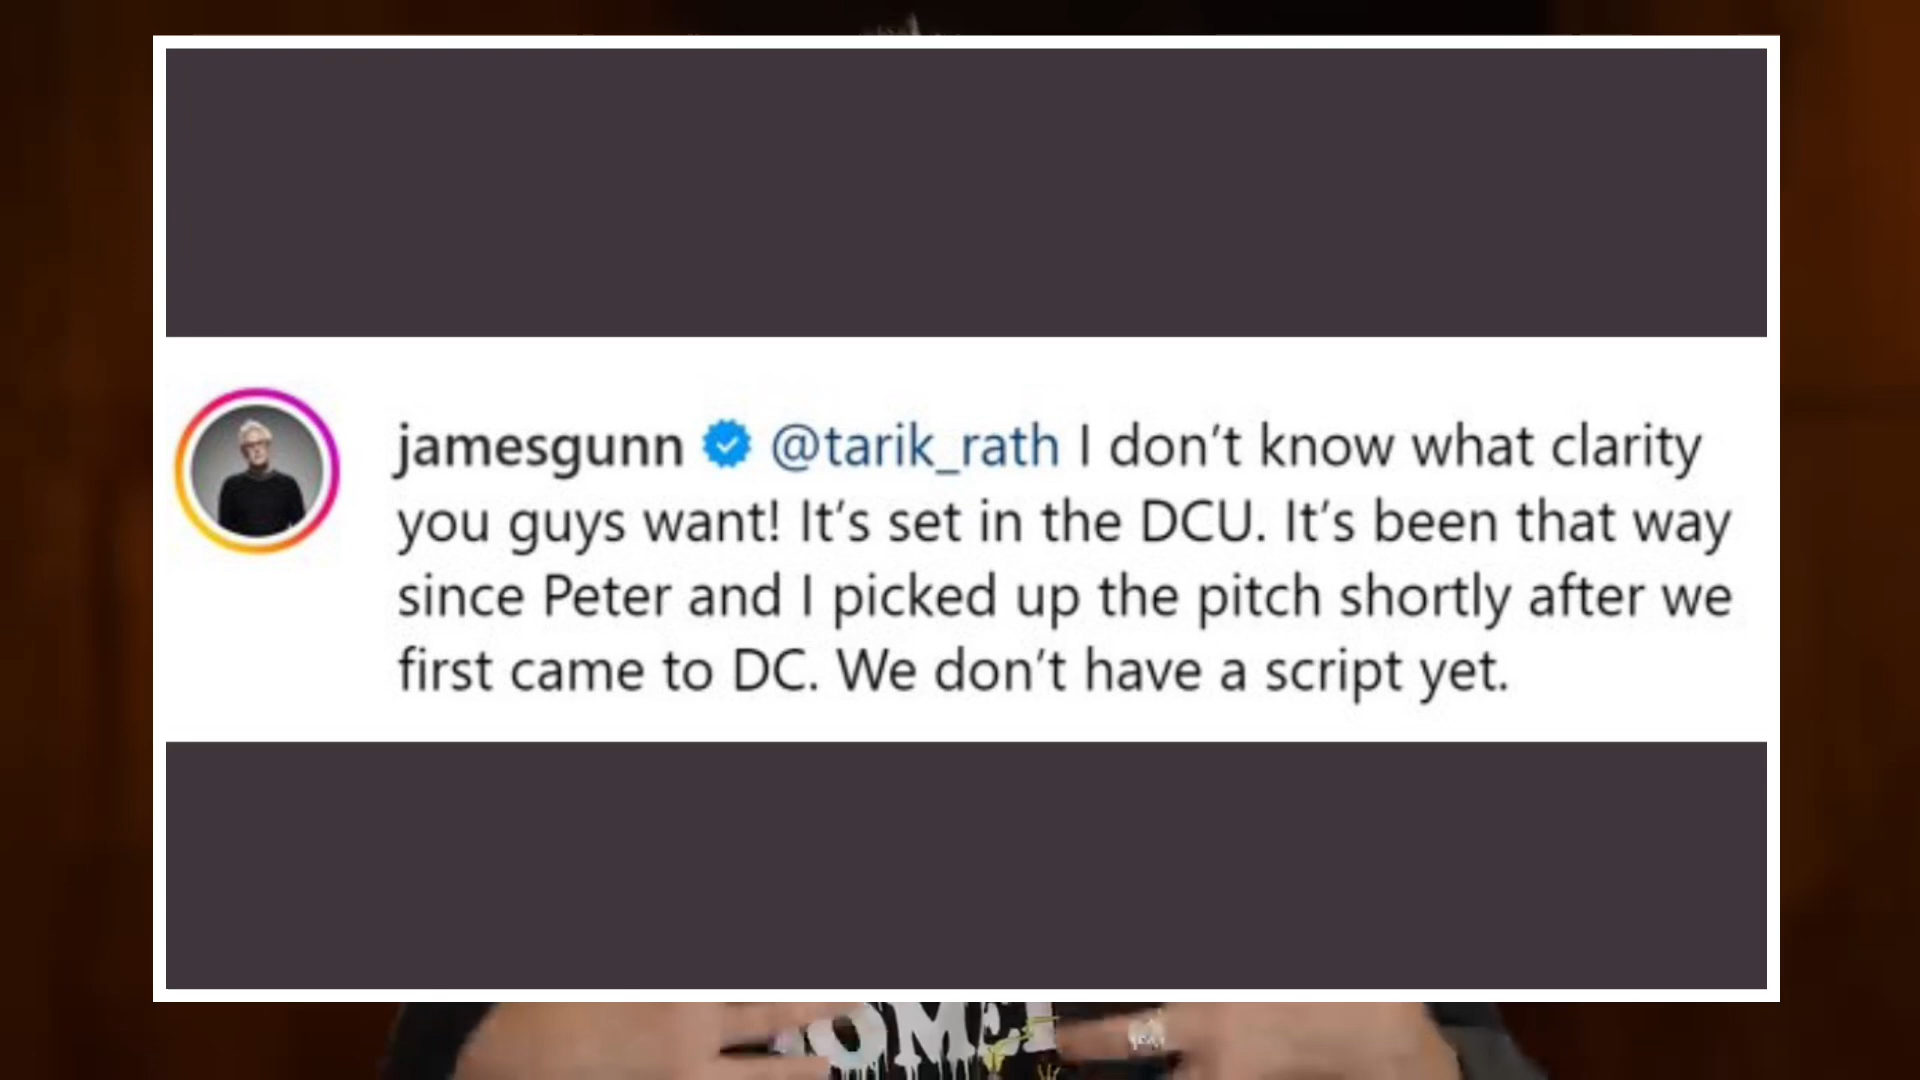 jamesgunn @tarik_rath I don’t know what clarity
you guys want! It’s set in the DCU. It’s been that way
since Peter and I picked up the pitch shortly after we
first came to DC. We don’t have a script yet.